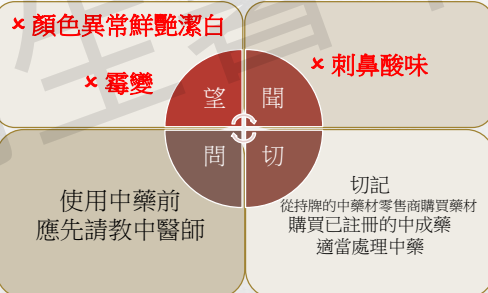 × 顏色異常鮮艷潔白
× 霉變
× 刺鼻酸味
望
聞
問
切
使用中藥前
應先請教中醫師
切記
從持牌的中藥材零售商購買藥材
購買已註冊的中成藥
適當處理中藥